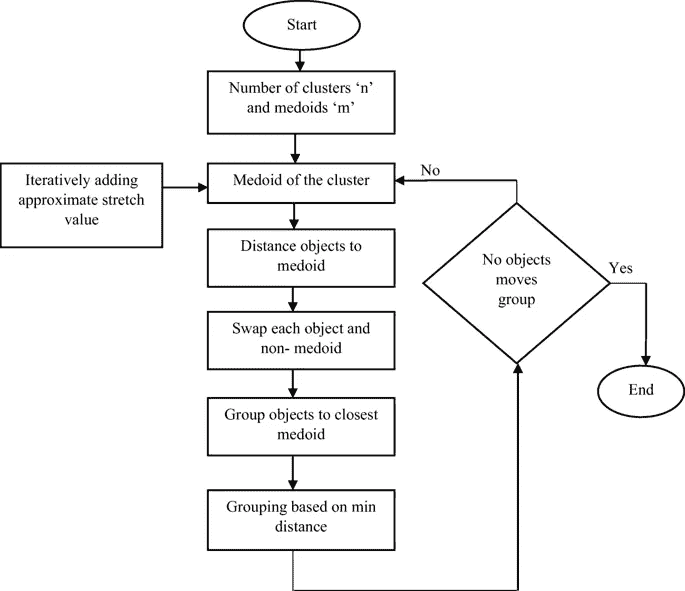 Start
Number of clusters ‘n’
and medoids ‘m’
Iteratively adding
approximate stretch
value
Medoid of the cluster
No
Distance objects to
medoid
No objects
moves
group
Yes
Swap each object and
non- medoid
End
Group objects to closest
medoid
Grouping based on min
distance